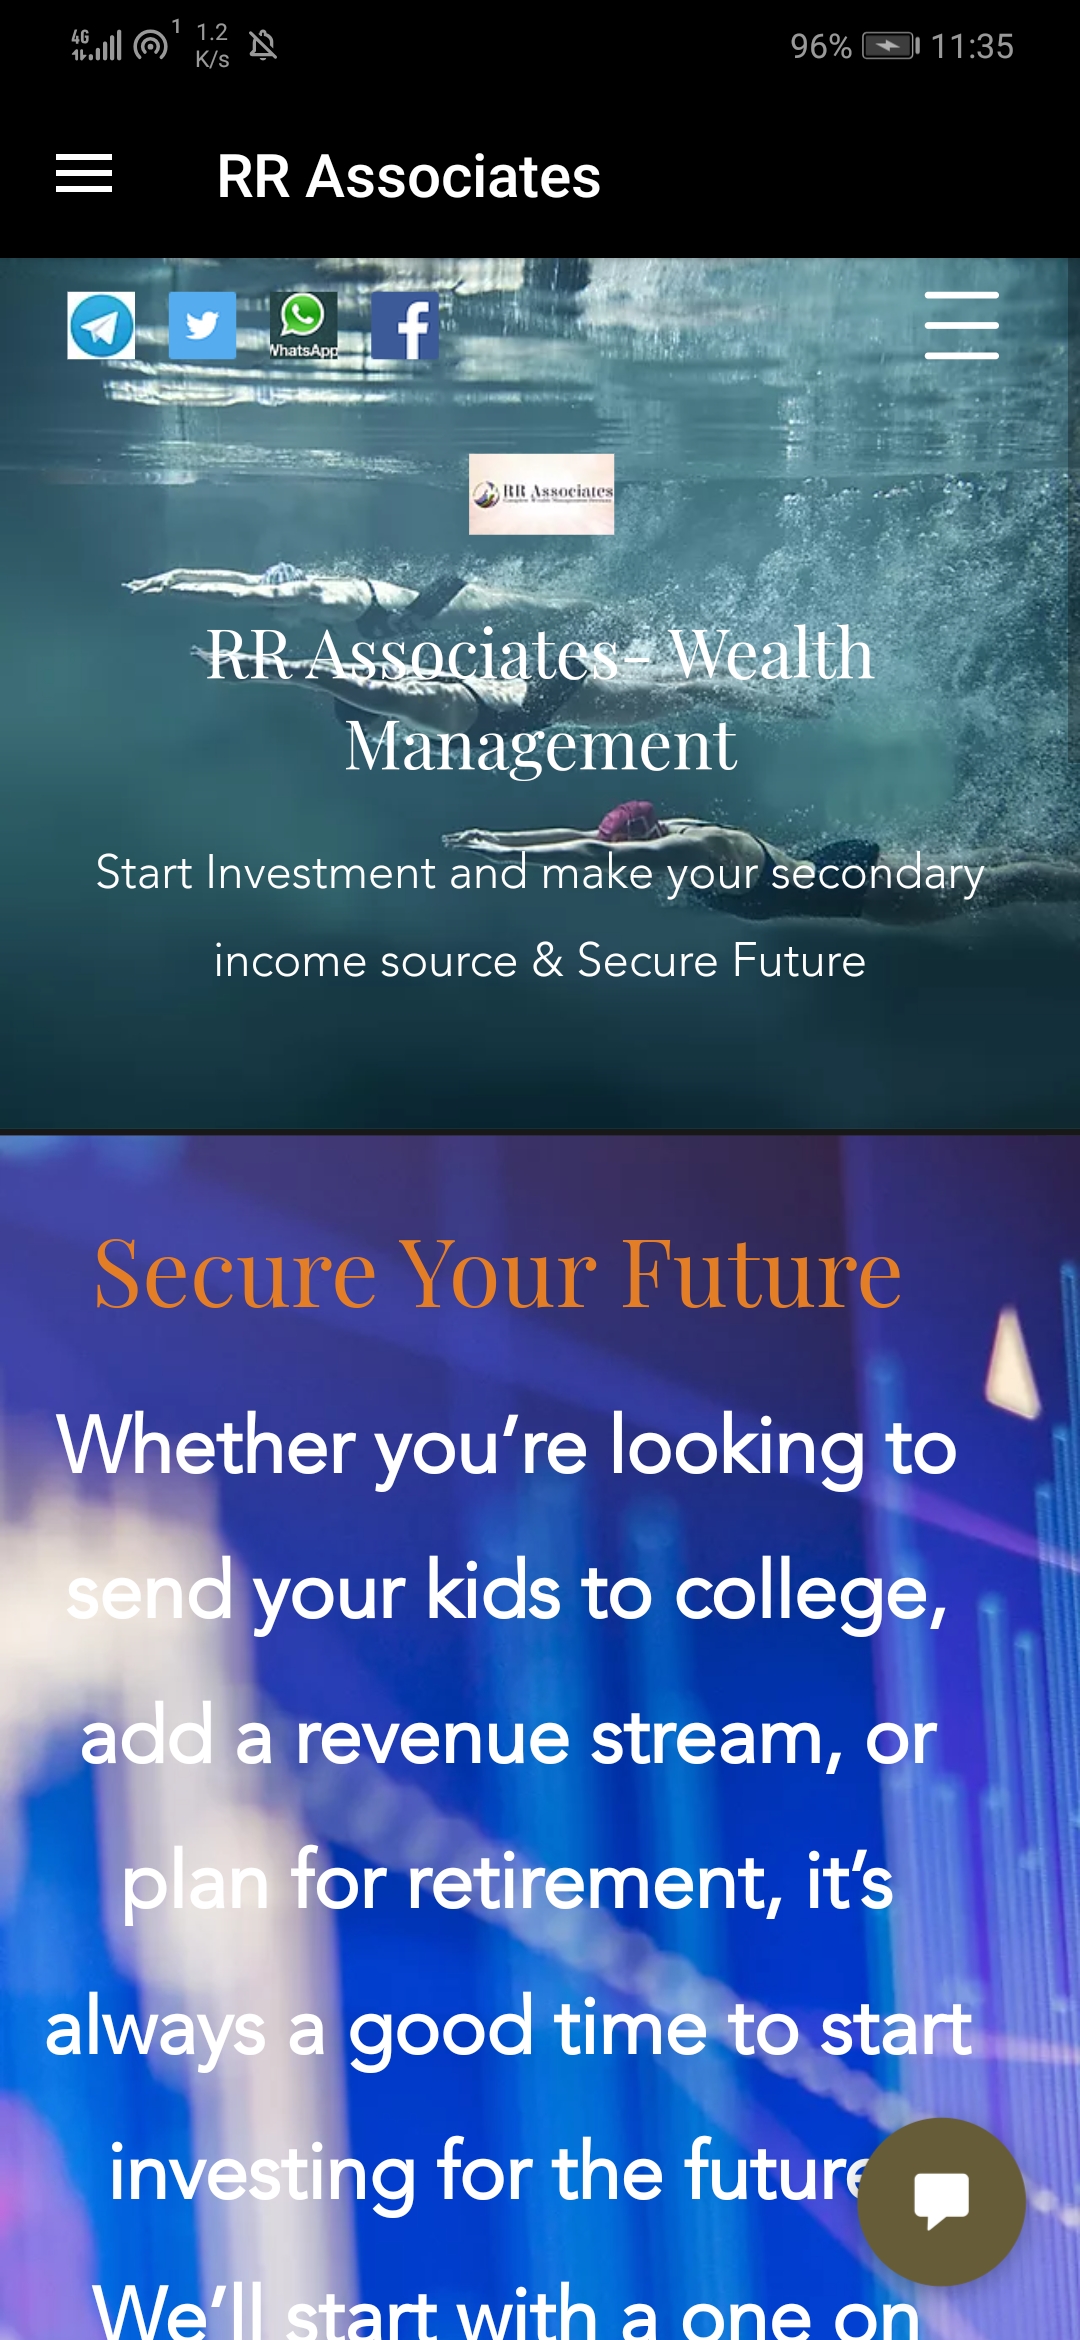 4G 1 1.2 K/s 96% 11:35
RR Associates
WhatsApp
RR Associates
RR Associates- Wealth
Management
Start Investment and make your secondary
income source & Secure Future
Secure Your Future
Whether you’re looking to
send your kids to college,
add a revenue stream, or
plan for retirement, it’s
always a good time to start
investing for the future
We’ll start with a one on